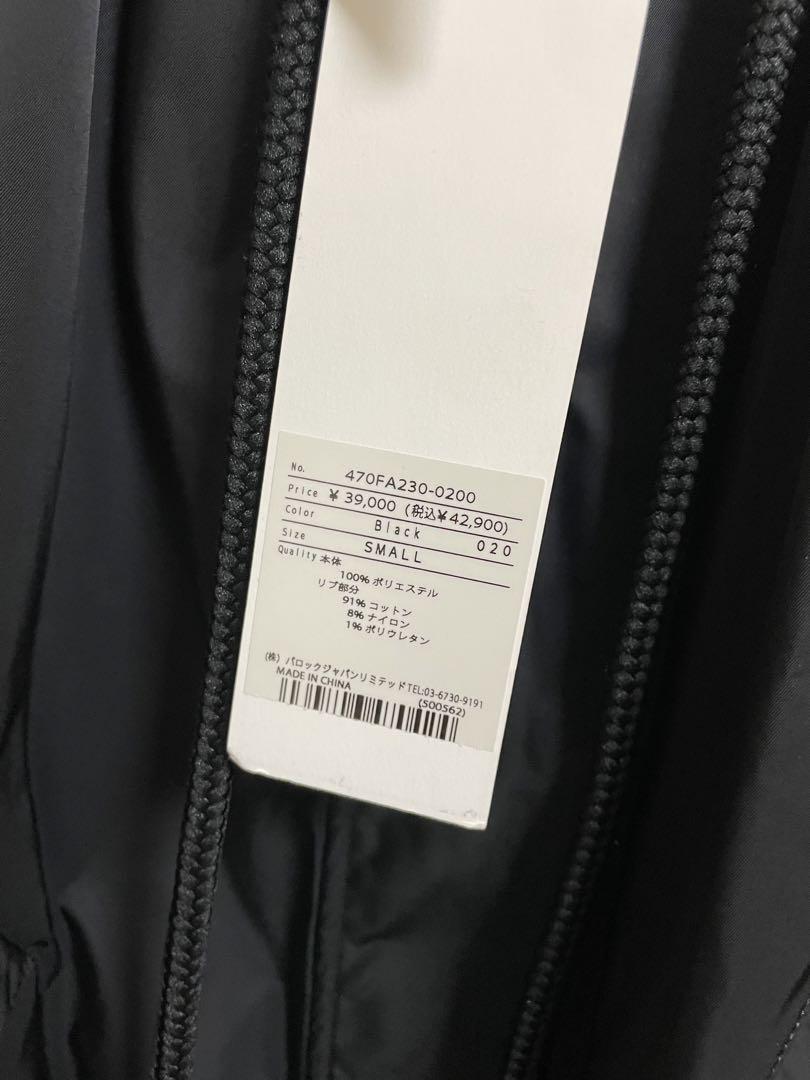 No. 470FA230-0200
Price ¥ 39,000 (税込¥42,900)
Color Black 020
Size SMALL
Quality 本体
100% ポリエステル
リブ部分
91% コットン
8% ナイロン
1% ポリウレタン
(株) バロックジャパンリミテッドTEL:03-6730-9191
MADE IN CHINA (S00562)